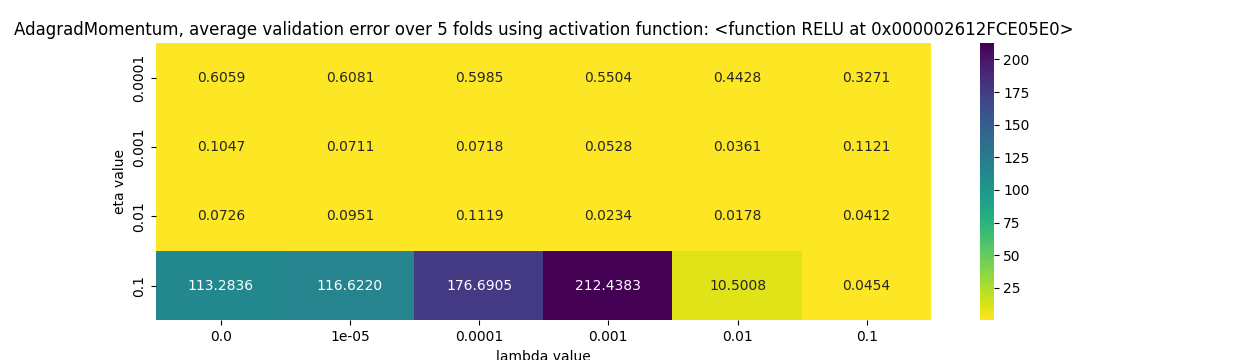 AdagradMomentum, average validation error over 5 folds using activation function: <function RELU at 0x000002612FCE05E0>
0.0001 0.6059 0.6081 0.5985 0.5504 0.4428 0.3271
0.001 0.1047 0.0711 0.0718 0.0528 0.0361 0.1121
0.01 0.0726 0.0951 0.1119 0.0234 0.0178 0.0412
0.1 113.2836 116.6220 176.6905 212.4383 10.5008 0.0454
eta value
0.0 1e-05 0.0001 0.001 0.01 0.1
lambda value
200
175
150
125
100
75
50
25